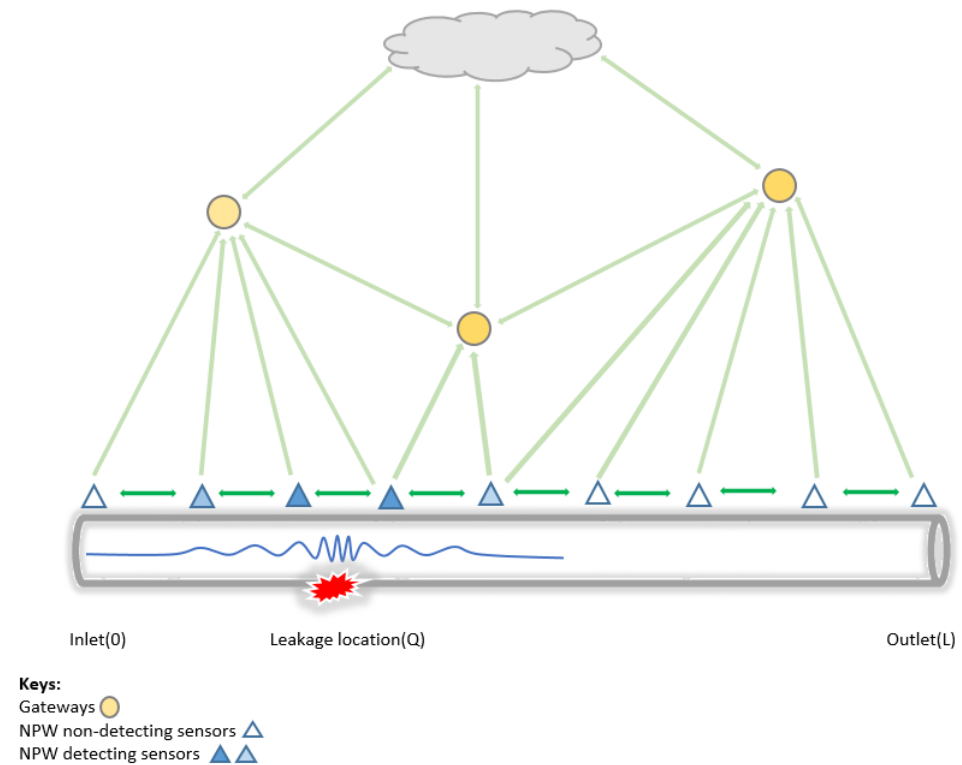 Inlet(0)
Leakage location(Q)
Outlet(L)
Keys:
Gateways
NPW non-detecting sensors
NPW detecting sensors